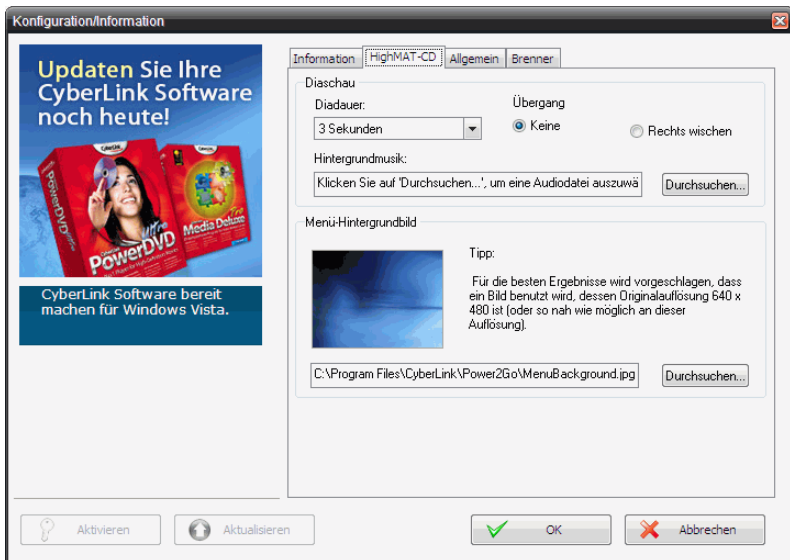 Konfiguration/Information
Updaten Sie Ihre
CyberLink Software
noch heute!
CyberLink
PowerDVD
ultra
Media Deluxe
CyberLink Software bereit
machen für Windows Vista.
Information
HighMAT-CD
Allgemein
Brenner
Diaschau
Diadauer:
3 Sekunden
Übergang
Keine
Rechts wischen
Hintergrundmusik:
Klicken Sie auf 'Durchsuchen...', um eine Audiodatei auszuwä
Durchsuchen...
Menü-Hintergrundbild
Tipp:
Für die besten Ergebnisse wird vorgeschlagen, dass
ein Bild benutzt wird, dessen Originalauflösung 640 x
480 ist (oder so nah wie möglich an dieser
Auflösung).
C:\Program Files\CyberLink\Power2Go\MenuBackground.jpg
Durchsuchen...
Aktivieren
Aktualisieren
OK
Abbrechen